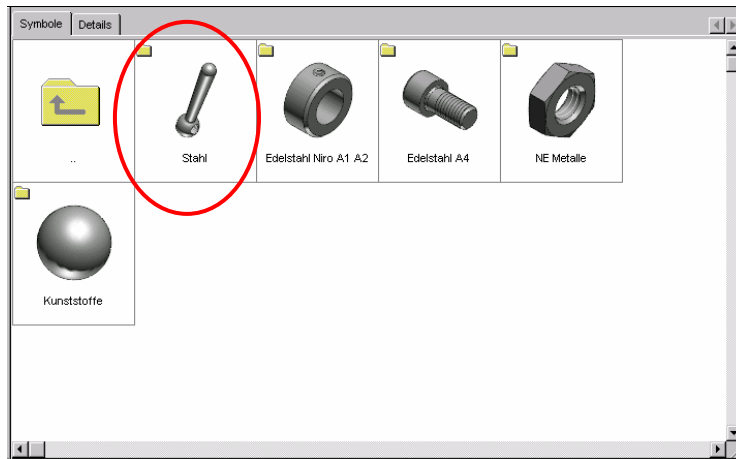 Symbole Details
..
Stahl
Edelstahl Niro A1 A2
Edelstahl A4
NE Metalle
Kunststoffe